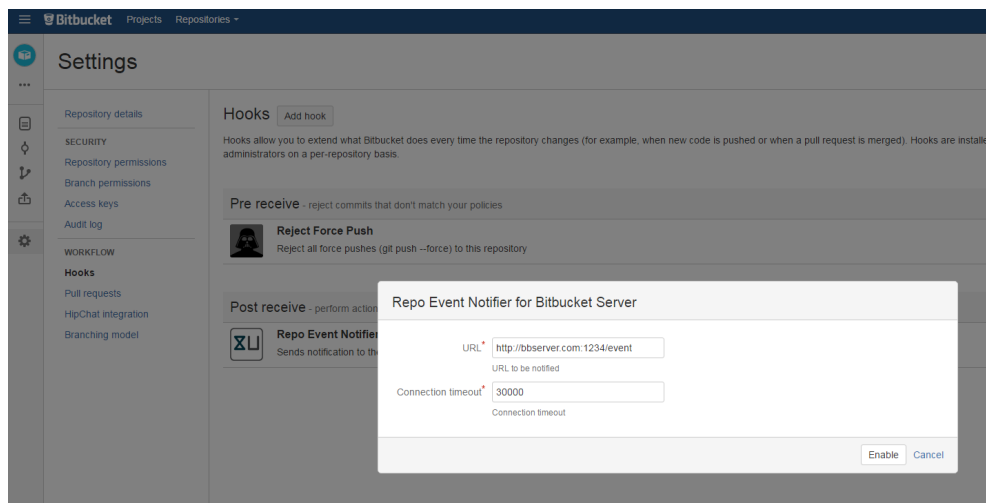 Bitbucket Projects Repositories
Settings
Repository details
SECURITY
Repository permissions
Branch permissions
Access keys
Audit log
WORKFLOW
Hooks
Pull requests
HipChat integration
Branching model
Hooks Add hook
Hooks allow you to extend what Bitbucket does every time the repository changes (for example, when new code is pushed or when a pull request is merged). Hooks are installe
administrators on a per-repository basis.
Pre receive - reject commits that don't match your policies
Reject Force Push
Reject all force pushes (git push --force) to this repository
Post receive - perform action
Repo Event Notifier
Sends notification to th
Repo Event Notifier for Bitbucket Server
URL* http://bbserver.com:1234/event
URL to be notified
Connection timeout* 30000
Connection timeout
Enable Cancel